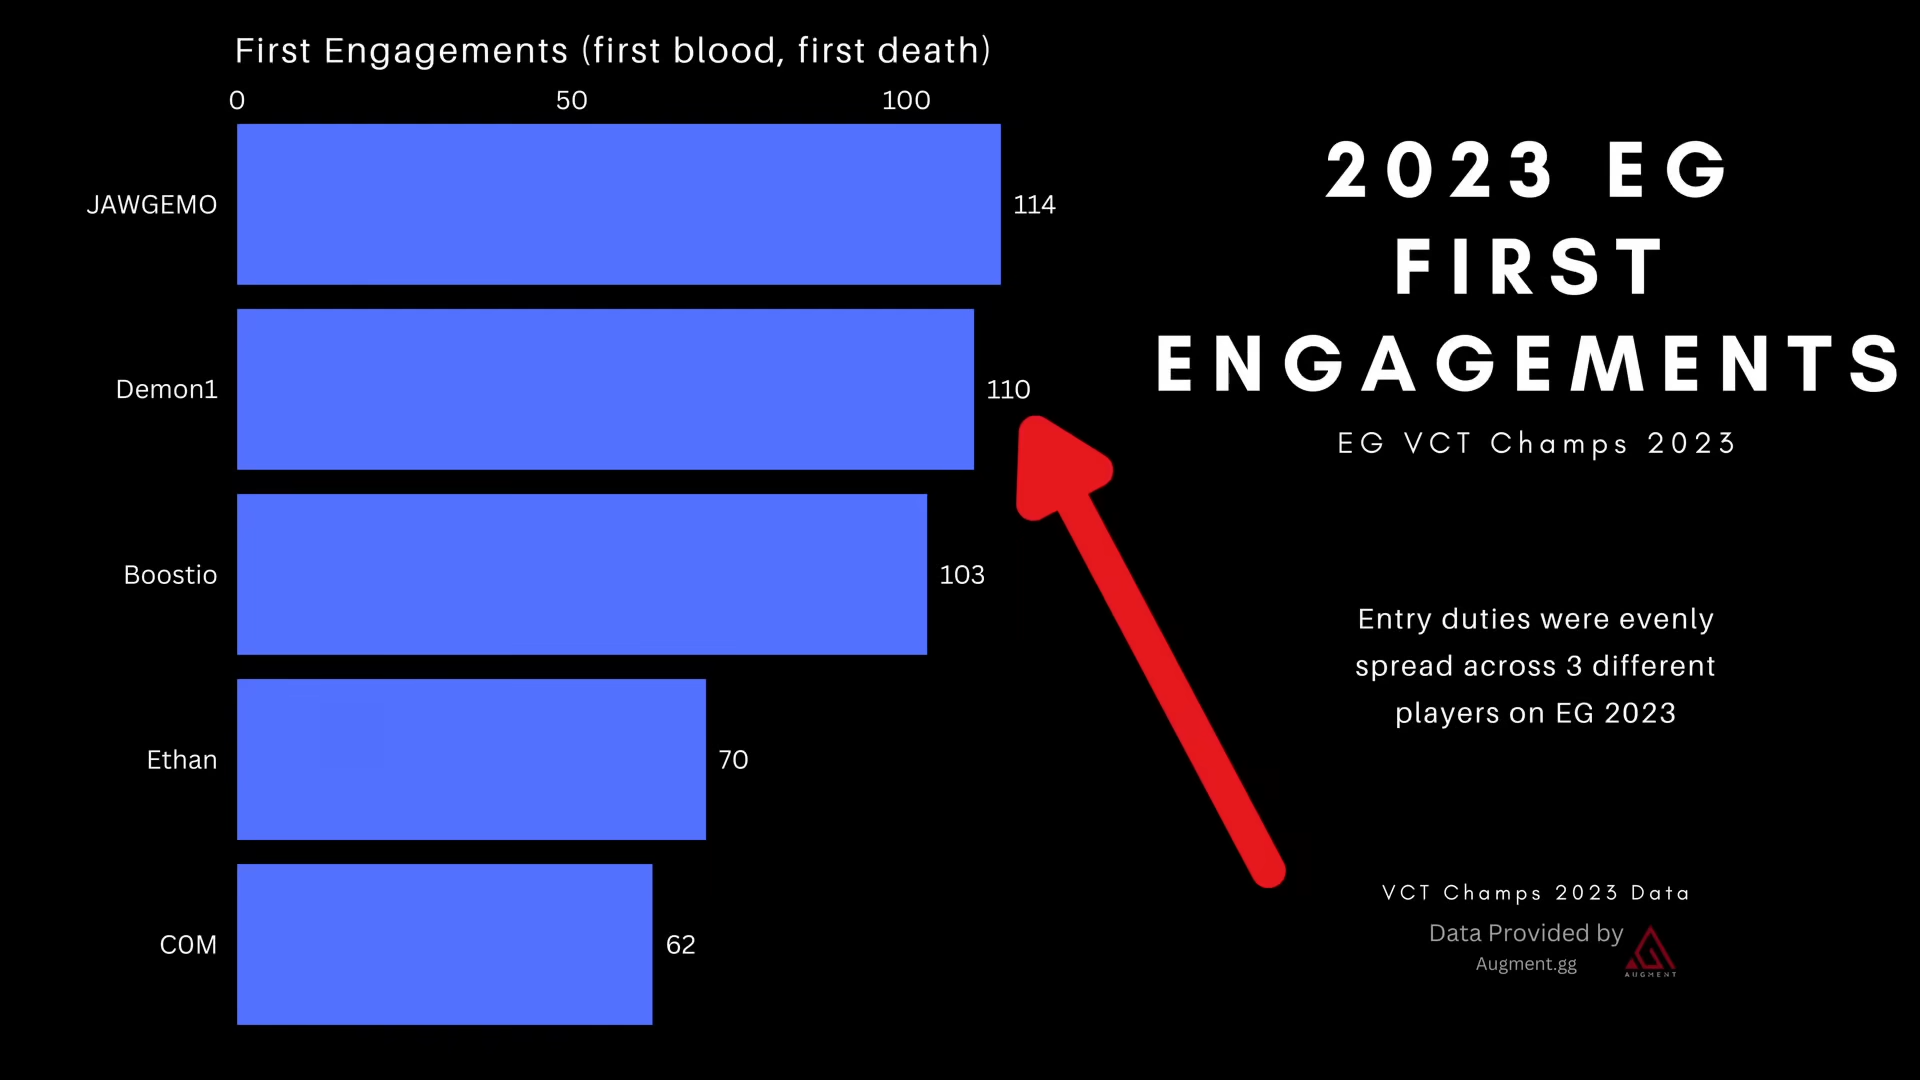 First Engagements (first blood, first death)
0 50 100
JAWGEMO 114
Demon1 110
Boostio 103
Ethan 70
COM 62
2023 EG
FIRST
ENGAGEMENTS
EG VCT Champs 2023
Entry duties were evenly
spread across 3 different
players on EG 2023
VCT Champs 2023 Data
Data Provided by
Augment.gg
AUGMENT